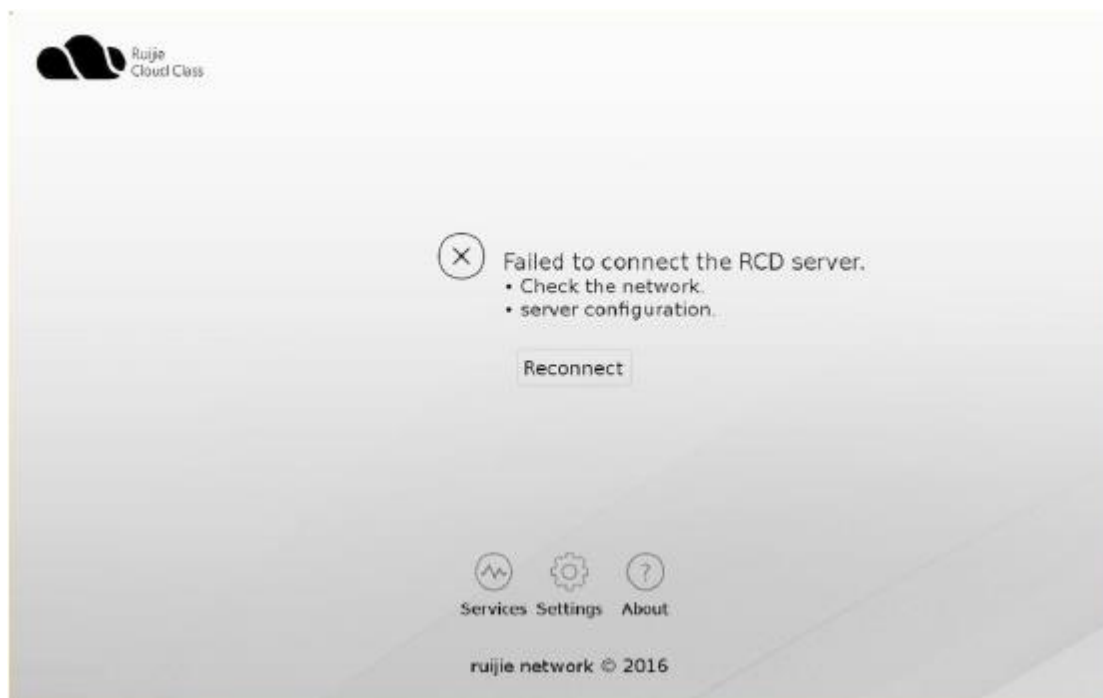 Ruijie
Cloud Class
Failed to connect the RCD server.
• Check the network.
• server configuration.
Reconnect
Services Settings About
ruijie network © 2016